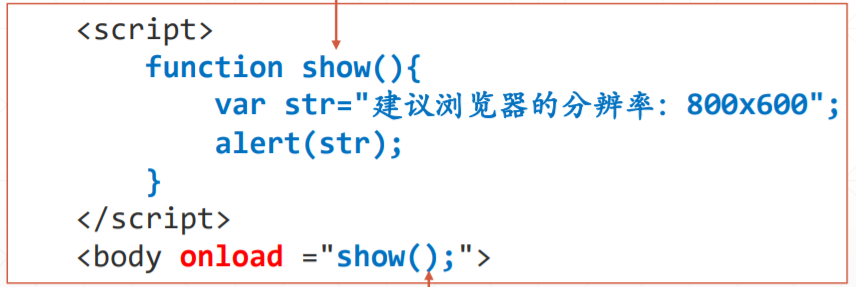 <script>
function show(){
var str="建议浏览器的分辨率：800x600";
alert(str);
}
</script>
<body onload ="show();">